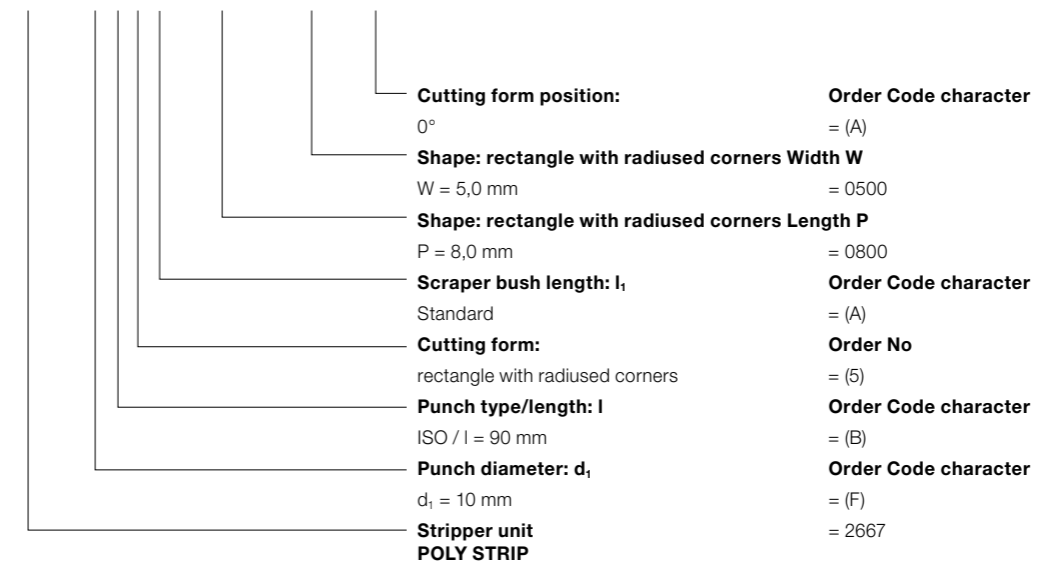 Cutting form position: Order Code character
0° = (A)
Shape: rectangle with radiused corners Width W
W = 5,0 mm = 0500
Shape: rectangle with radiused corners Length P
P = 8,0 mm = 0800
Scraper bush length: l₁ Order Code character
Standard = (A)
Cutting form: Order No
rectangle with radiused corners = (5)
Punch type/length: l Order Code character
ISO / l = 90 mm = (B)
Punch diameter: d₁ Order Code character
d₁ = 10 mm = (F)
Stripper unit = 2667
POLY STRIP